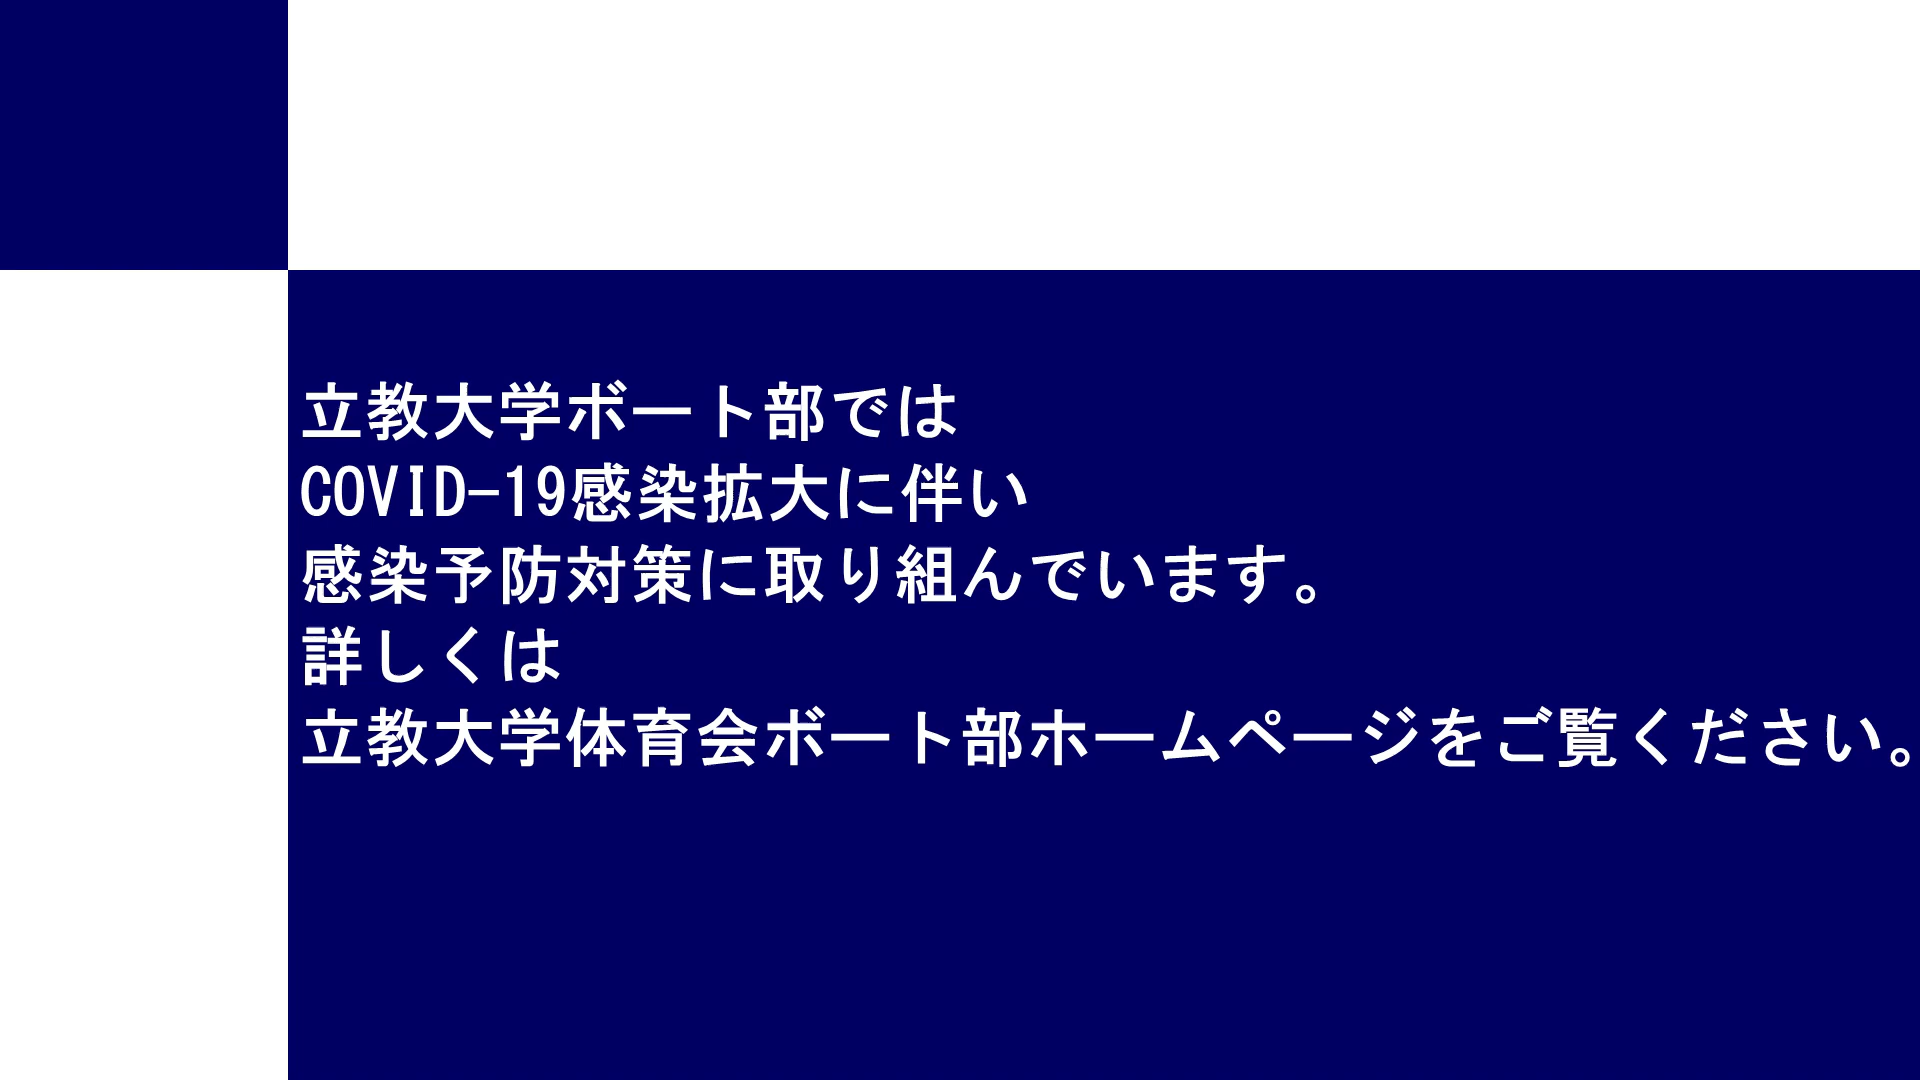 立教大学ボート部では
COVID-19感染拡大に伴い
感染予防対策に取り組んでいます。
詳しくは
立教大学体育会ボート部ホームページをご覧ください。